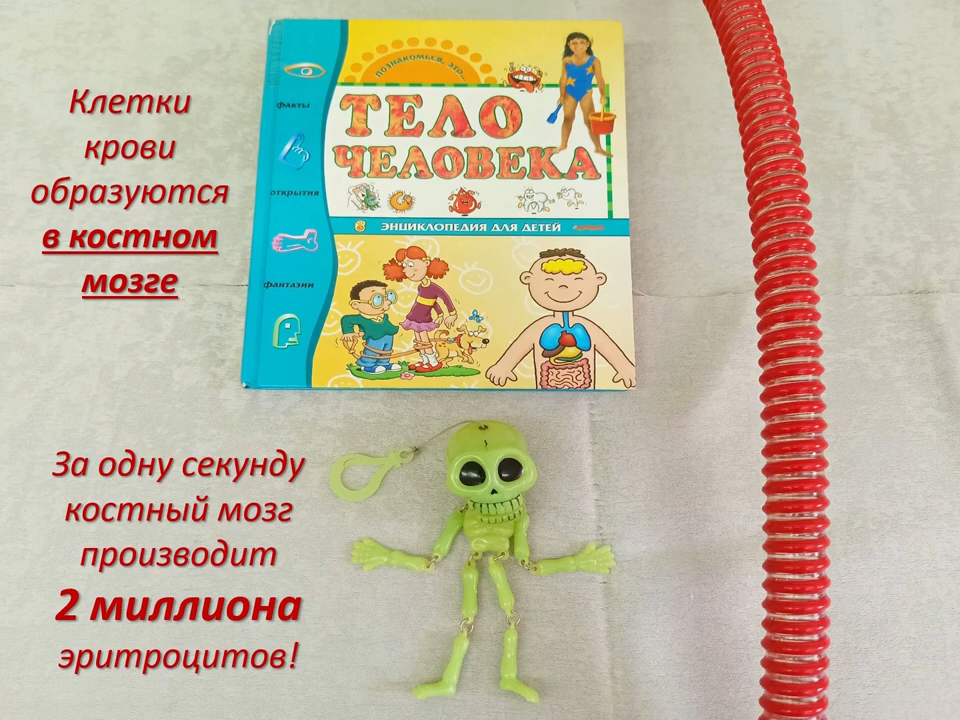 Клетки
крови
образуются
в костном
мозге
За одну секунду
костный мозг
производит
2 миллиона
эритроцитов!
познакомься, это...
ТЕЛО
ЧЕЛОВЕКА
ЭНЦИКЛОПЕДИЯ ДЛЯ ДЕТЕЙ
факты
открытия
фантазии